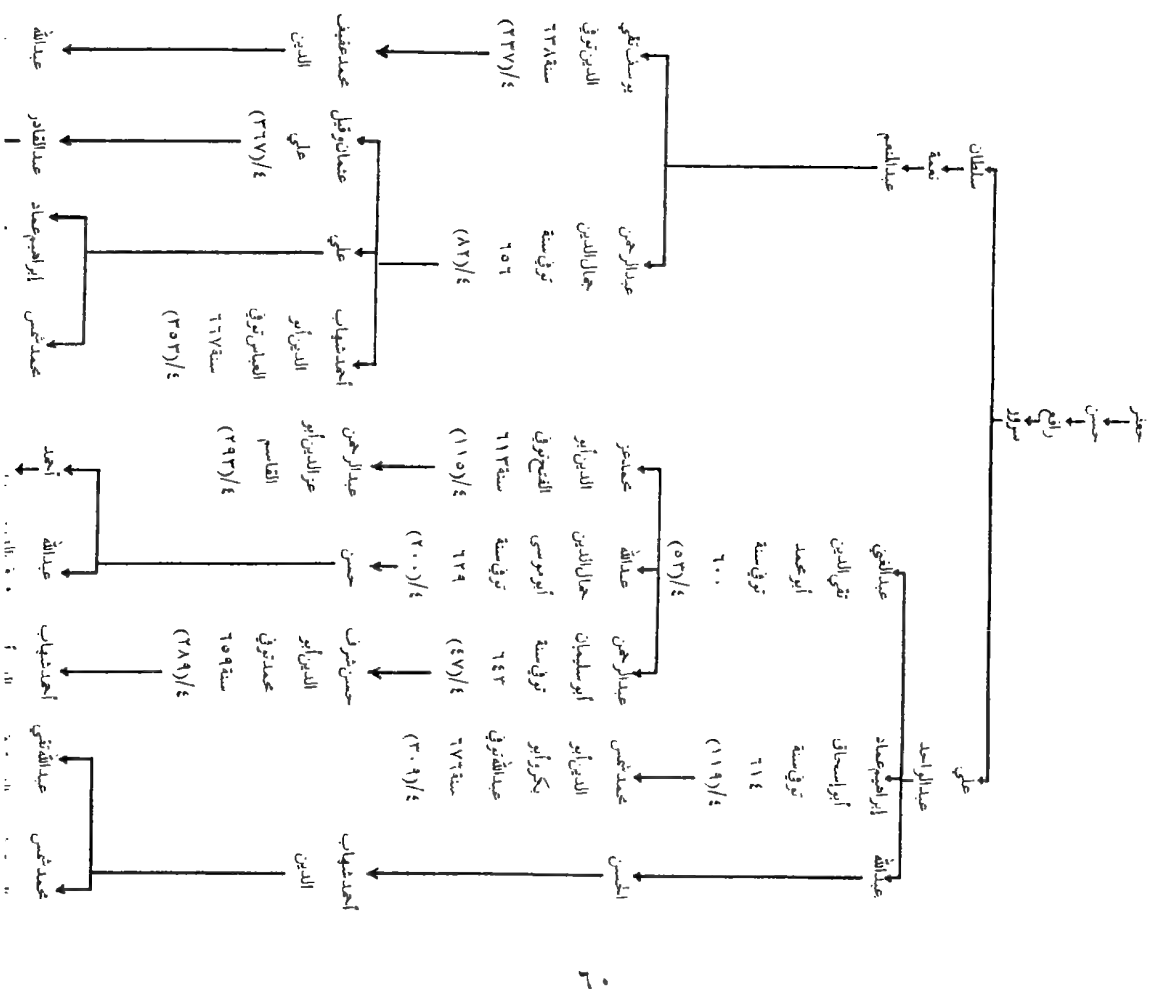 جعفر
حسن
رافع
سرور
علي
عبدالواحد
سلطان
نعمة
عبدالمنعم
عبدالله
إبراهيم عماد
أبو إسحاق
توفي سنة
٦١٤
(١١٩/٤)
عبدالغني
تقي الدين
أبو محمد
توفي سنة
٦٠٠
(٥٣/٤)
الحسن
محمد شمس
الدين أبو
بكر وأبو
عبدالله توفي
سنة ٦٧٦
(٣٠٩/٤)
عبدالرحمن
أبو سليمان
توفي سنة
٦٤٣
(٤٧/٤)
عبدالله
جمال الدين
أبو موسى
توفي سنة
٦٢٩
(٢٠٠/٤)
محمد عز
الدين أبو
الفتح توفي
سنة ٦١٣
(١١٥/٤)
عبدالرحمن
جمال الدين
توفي سنة
٦٥٦
(٨٢/٤)
يوسف تقي
الدين توفي
سنة ٦٣٨
(٢٣٧/٤)
أحمد شهاب
الدين
حسن شرف
الدين أبو
محمد توفي
سنة ٦٥٩
(٢٨٩/٤)
حسن
عبدالرحمن
عز الدين أبو
القاسم
(٢٩٣/٤)
أحمد شهاب
الدين أبو
العباس توفي
سنة ٦٦٧
(٣٥٣/٤)
علي
عثمان وقيل
علي
(٣٦٧/٤)
محمد عفيف
الدين
محمد شمس
عبدالله تقي
أحمد شهاب
عبدالله
أحمد
محمد شمس
إبراهيم عماد
عبدالقادر
عبدالله
٦٠